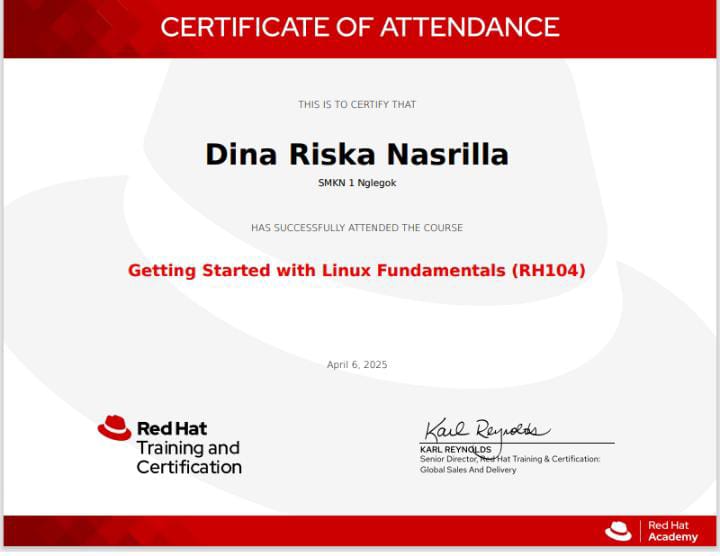 CERTIFICATE OF ATTENDANCE
THIS IS TO CERTIFY THAT
Dina Riska Nasrilla
SMKN 1 Nglegok
HAS SUCCESSFULLY ATTENDED THE COURSE
Getting Started with Linux Fundamentals (RH104)
April 6, 2025
Red Hat
Training and
Certification
Karl Reynolds
KARL REYNOLDS
Senior Director, Red Hat Training & Certification:
Global Sales And Delivery
Red Hat
Academy